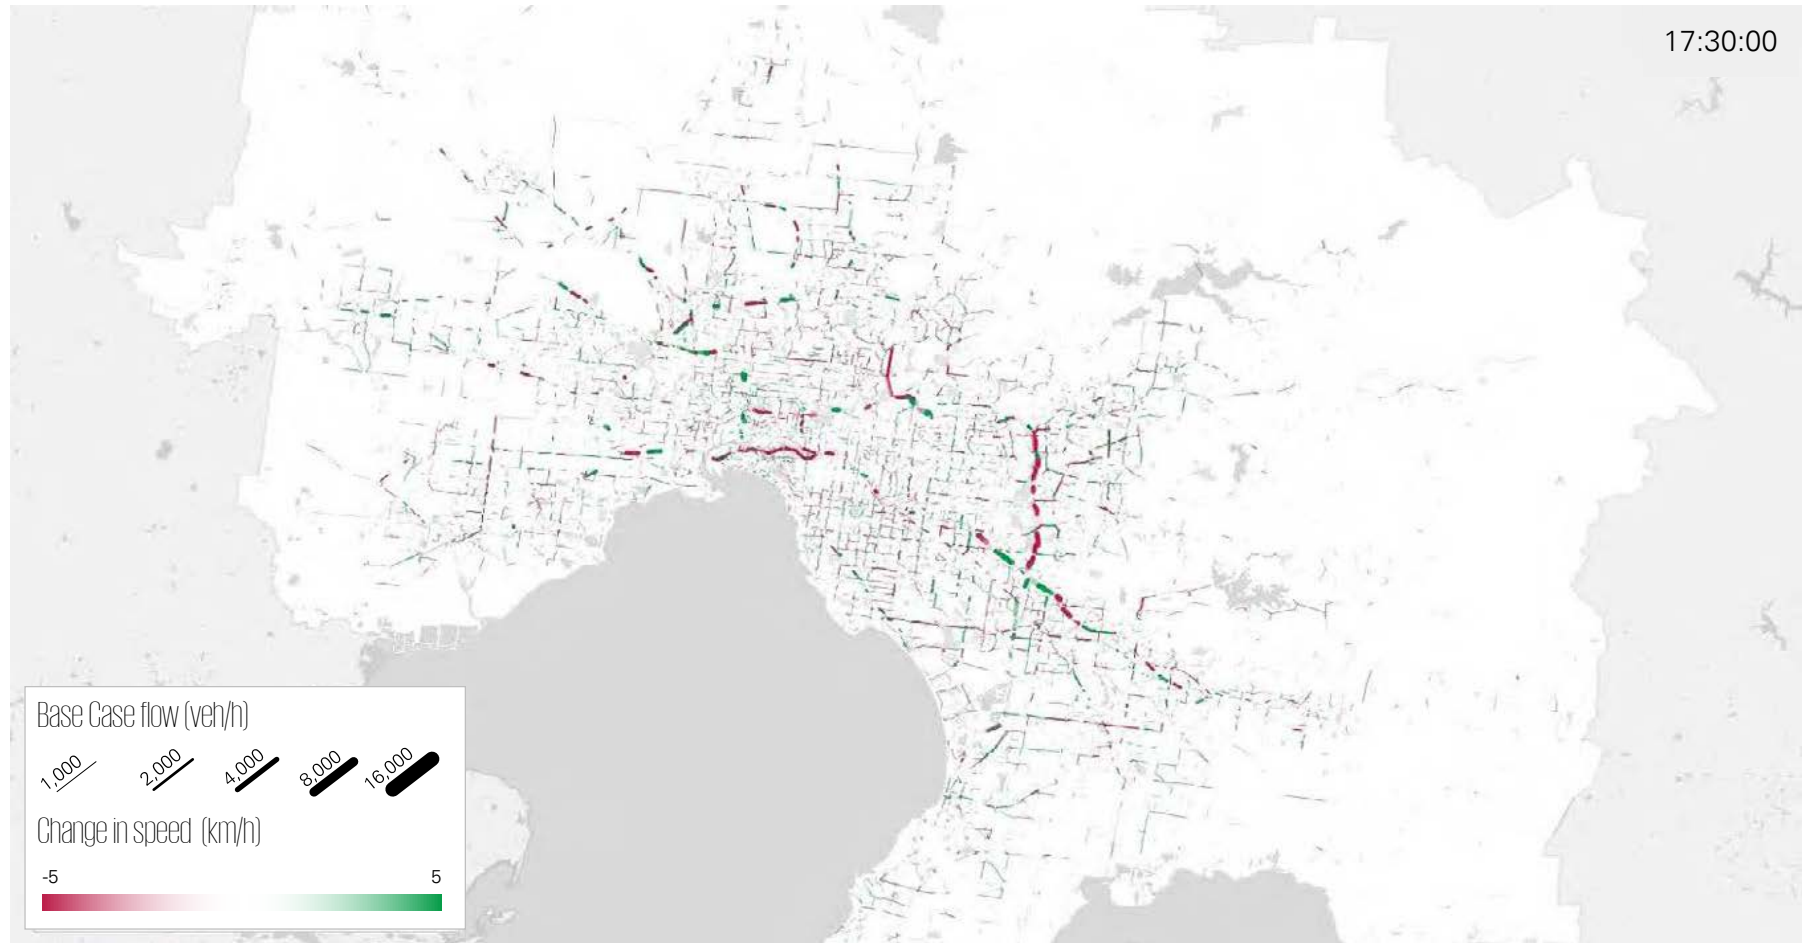 17:30:00
Base Case flow (veh/h)
1,000 2,000 4,000 8,000 16,000
Change in speed (km/h)
-5 5